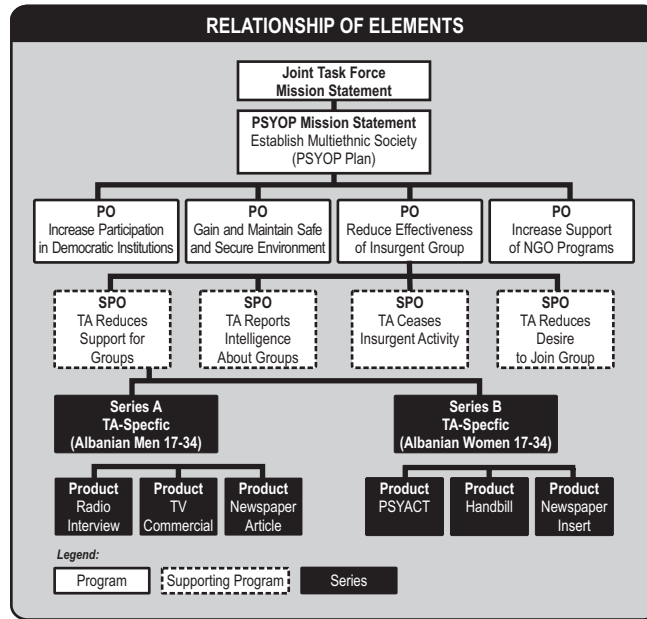 RELATIONSHIP OF ELEMENTS
Joint Task Force
Mission Statement
PSYOP Mission Statement
Establish Multiethnic Society
(PSYOP Plan)
PO
Increase Participation
in Democratic Institutions
PO
Gain and Maintain Safe
and Secure Environment
PO
Reduce Effectiveness
of Insurgent Group
PO
Increase Support
of NGO Programs
SPO
TA Reduces
Support for
Groups
SPO
TA Reports
Intelligence
About Groups
SPO
TA Ceases
Insurgent Activity
SPO
TA Reduces
Desire
to Join Group
Series A
TA-Specfic
(Albanian Men 17-34)
Series B
TA-Specfic
(Albanian Women 17-34)
Product
Radio
Interview
Product
TV
Commercial
Product
Newspaper
Article
Product
PSYACT
Product
Handbill
Product
Newspaper
Insert
Legend:
Program
Supporting Program
Series